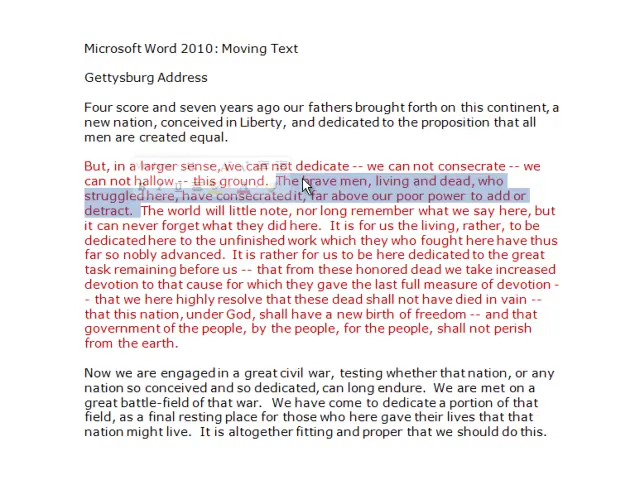 Microsoft Word 2010: Moving Text
Gettysburg Address
Four score and seven years ago our fathers brought forth on this continent, a
new nation, conceived in Liberty, and dedicated to the proposition that all
men are created equal.
But, in a larger sense, we can not dedicate -- we can not consecrate -- we
can not hallow -- this ground.  The brave men, living and dead, who
struggled here, have consecrated it, far above our poor power to add or
detract.  The world will little note, nor long remember what we say here, but
it can never forget what they did here.  It is for us the living, rather, to be
dedicated here to the unfinished work which they who fought here have thus
far so nobly advanced.  It is rather for us to be here dedicated to the great
task remaining before us -- that from these honored dead we take increased
devotion to that cause for which they gave the last full measure of devotion -
- that we here highly resolve that these dead shall not have died in vain --
that this nation, under God, shall have a new birth of freedom -- and that
government of the people, by the people, for the people, shall not perish
from the earth.
Now we are engaged in a great civil war, testing whether that nation, or any
nation so conceived and so dedicated, can long endure.  We are met on a
great battle-field of that war.  We have come to dedicate a portion of that
field, as a final resting place for those who here gave their lives that that
nation might live.  It is altogether fitting and proper that we should do this.